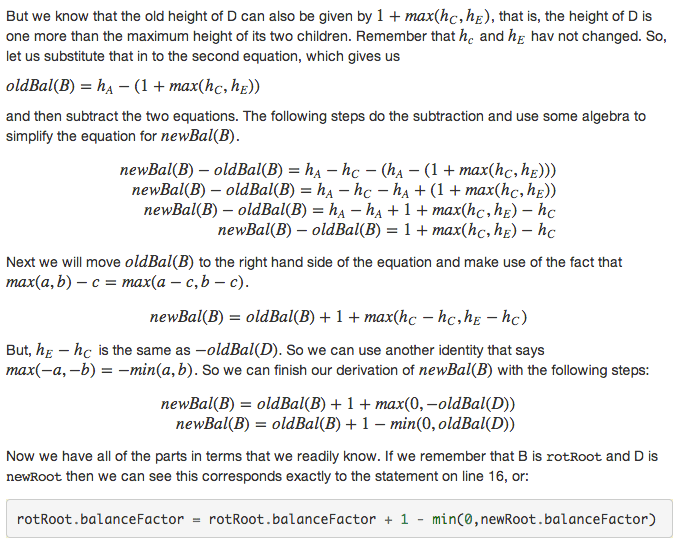 But we know that the old height of D can also be given by 1 + max(h_C, h_E), that is, the height of D is
one more than the maximum height of its two children. Remember that h_c and h_E hav not changed. So,
let us substitute that in to the second equation, which gives us
oldBal(B) = h_A − (1 + max(h_C, h_E))
and then subtract the two equations. The following steps do the subtraction and use some algebra to
simplify the equation for newBal(B).
newBal(B) − oldBal(B) = h_A − h_C − (h_A − (1 + max(h_C, h_E)))
newBal(B) − oldBal(B) = h_A − h_C − h_A + (1 + max(h_C, h_E))
newBal(B) − oldBal(B) = h_A − h_A + 1 + max(h_C, h_E) − h_C
newBal(B) − oldBal(B) = 1 + max(h_C, h_E) − h_C
Next we will move oldBal(B) to the right hand side of the equation and make use of the fact that
max(a, b) − c = max(a − c, b − c).
newBal(B) = oldBal(B) + 1 + max(h_C − h_C, h_E − h_C)
But, h_E − h_C is the same as −oldBal(D). So we can use another identity that says
max(−a, −b) = −min(a, b). So we can finish our derivation of newBal(B) with the following steps:
newBal(B) = oldBal(B) + 1 + max(0, −oldBal(D))
newBal(B) = oldBal(B) + 1 − min(0, oldBal(D))
Now we have all of the parts in terms that we readily know. If we remember that B is rotRoot and D is
newRoot then we can see this corresponds exactly to the statement on line 16, or:
rotRoot.balanceFactor = rotRoot.balanceFactor + 1 - min(0,newRoot.balanceFactor)